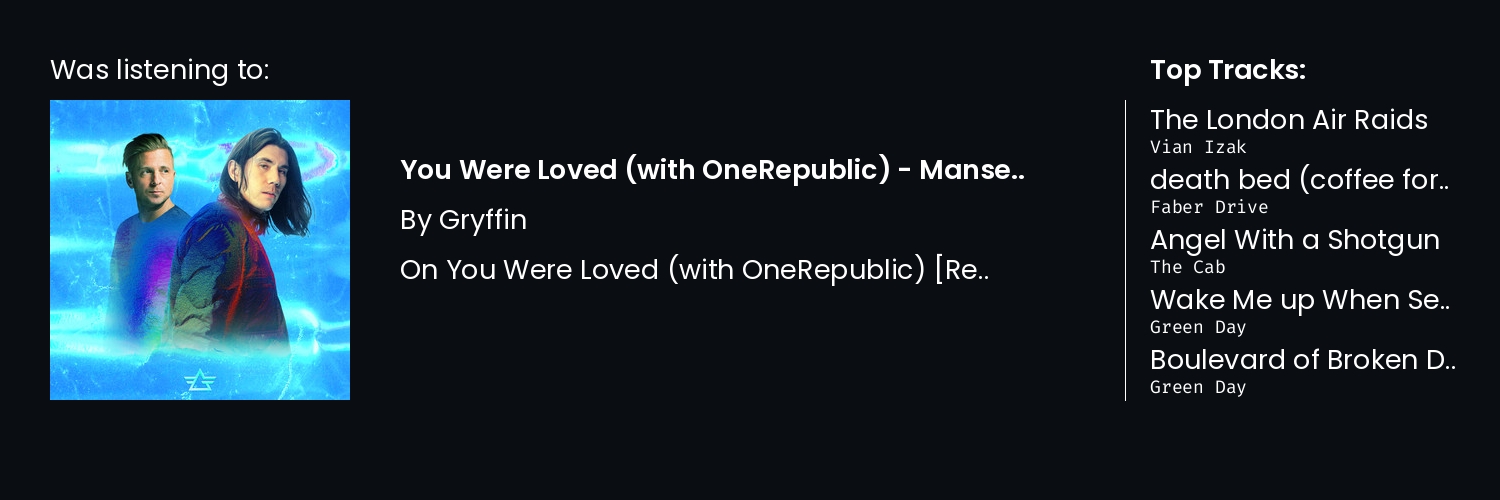 Was listening to:
You Were Loved (with OneRepublic) - Manse..
By Gryffin
On You Were Loved (with OneRepublic) [Re..
Top Tracks:
The London Air Raids
Vian Izak
death bed (coffee for..
Faber Drive
Angel With a Shotgun
The Cab
Wake Me up When Se..
Green Day
Boulevard of Broken D..
Green Day